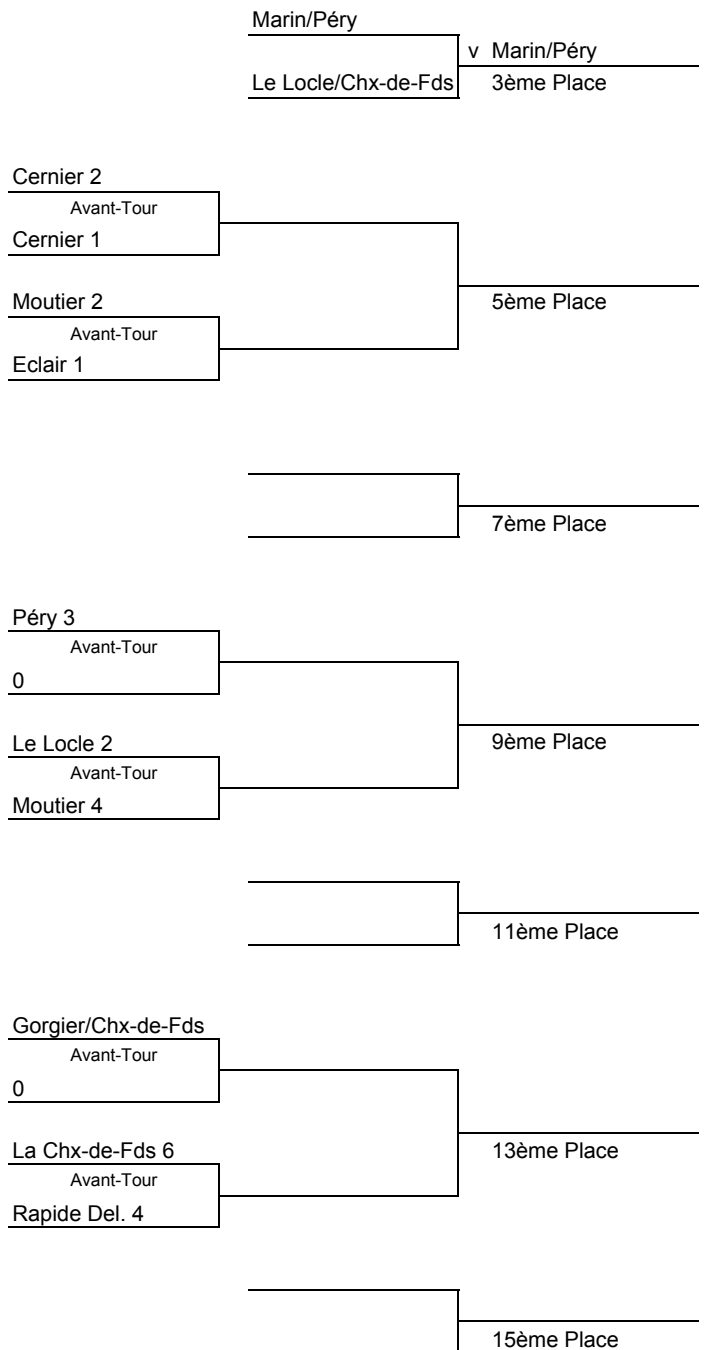 Marin/Péry
v Marin/Péry
Le Locle/Chx-de-Fds
3ème Place
Cernier 2
Avant-Tour
Cernier 1
Moutier 2
5ème Place
Avant-Tour
Eclair 1
7ème Place
Péry 3
Avant-Tour
0
Le Locle 2
9ème Place
Avant-Tour
Moutier 4
11ème Place
Gorgier/Chx-de-Fds
Avant-Tour
0
La Chx-de-Fds 6
13ème Place
Avant-Tour
Rapide Del. 4
15ème Place